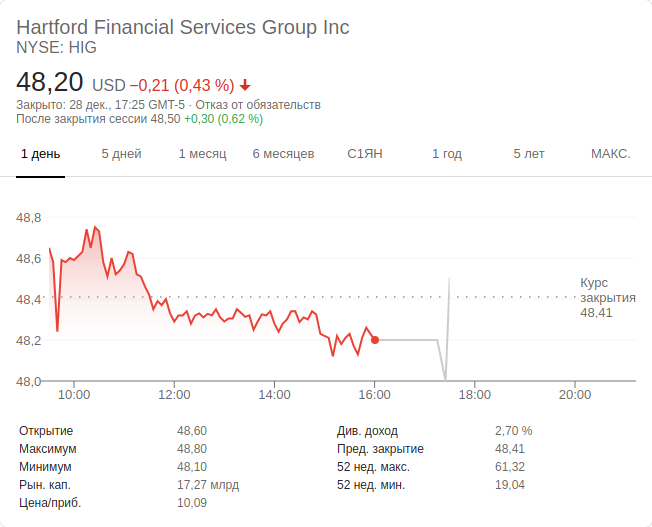 Hartford Financial Services Group Inc
NYSE: HIG
48,20 USD −0,21 (0,43 %)
Закрыто: 28 дек., 17:25 GMT-5 · Отказ от обязательств
После закрытия сессии 48,50 +0,30 (0,62 %)
1 день 5 дней 1 месяц 6 месяцев С1ЯН 1 год 5 лет МАКС.
48,8
48,6
48,4
48,2
48,0
Курс
закрытия
48,41
10:00 12:00 14:00 16:00 18:00 20:00
Открытие 48,60 Див. доход 2,70 %
Максимум 48,80 Пред. закрытие 48,41
Минимум 48,10 52 нед. макс. 61,32
Рын. кап. 17,27 млрд 52 нед. мин. 19,04
Цена/приб. 10,09